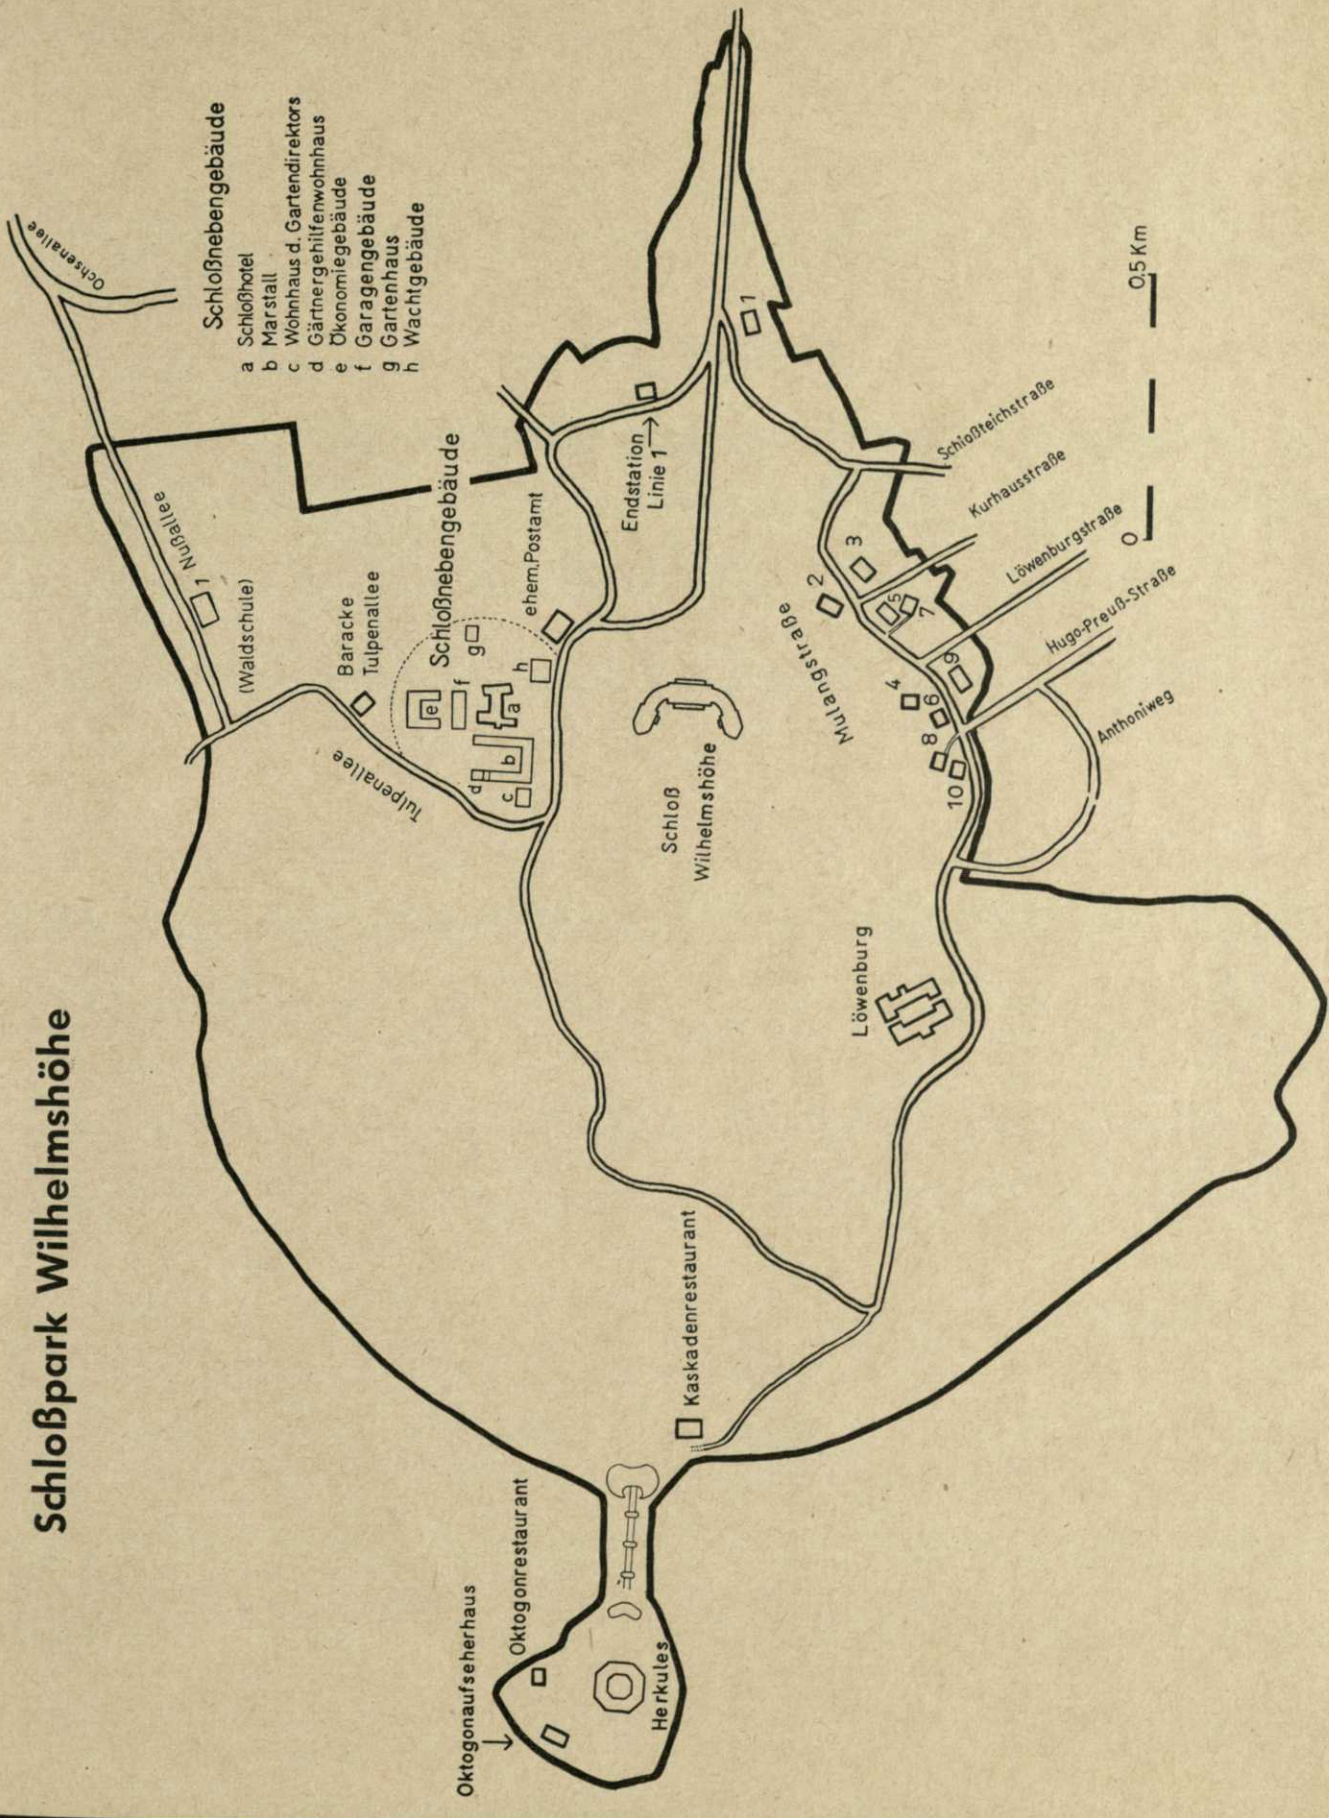 Schloßpark Wilhelmshöhe
Ochsenallee
Schloßnebengebäude
a Schloßhotel
b Marstall
c Wohnhaus d. Gartendirektors
d Gärtnergehilfenwohnhaus
e Ökonomiegebäude
f Garagengebäude
g Gartenhaus
h Wachtgebäude
1 Nußallee
(Waldschule)
Baracke
Tulpenallee
Tulpenallee
Schloßnebengebäude
a
b
c
d
e
f
g
h
ehem.Postamt
Endstation
Linie 1
1
Schloß
Wilhelmshöhe
Mulangstraße
2
3
4
5
6
7
8
9
10
Schloßteichstraße
Kurhausstraße
Löwenburgstraße
Hugo-Preuß-Straße
Anthoniweg
0
0,5 Km
Löwenburg
Kaskadenrestaurant
Oktogonrestaurant
Oktogonaufseherhaus
Herkules